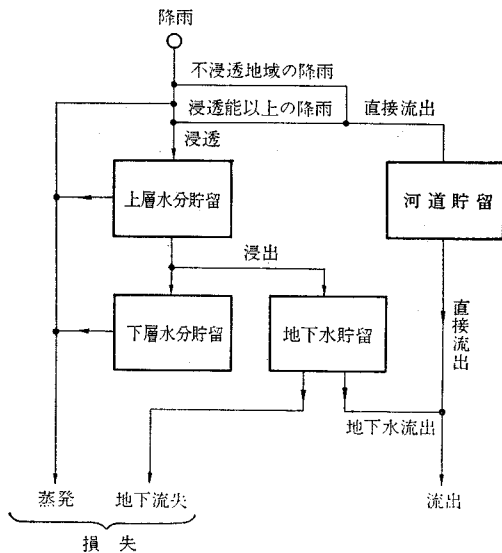 降雨
不浸透地域の降雨
浸透能以上の降雨
直接流出
浸透
上層水分貯留
河道貯留
浸出
下層水分貯留
地下水貯留
直接流出
地下水流出
蒸発
地下流失
流出
損失